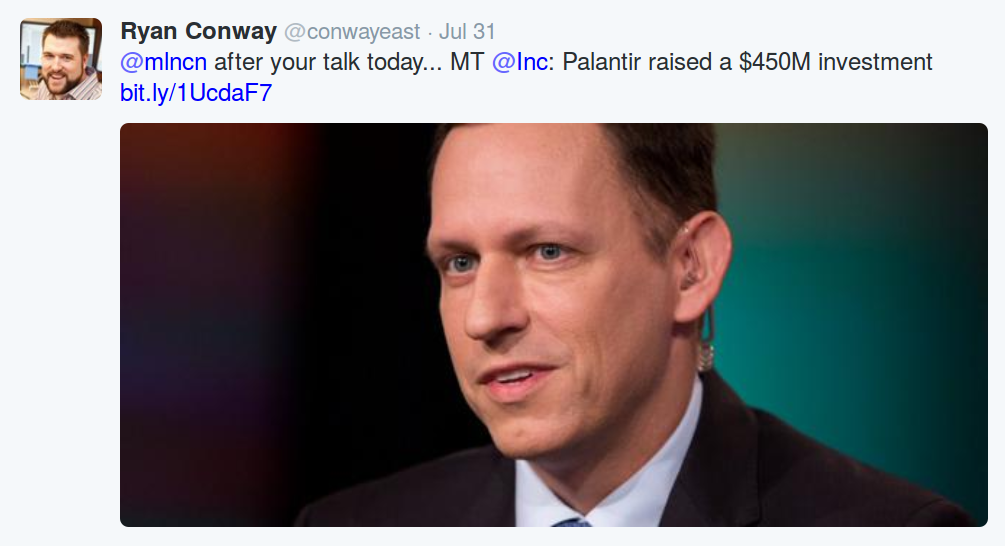 Ryan Conway @conwayeast · Jul 31
@mlncn after your talk today... MT @Inc: Palantir raised a $450M investment
bit.ly/1UcdaF7